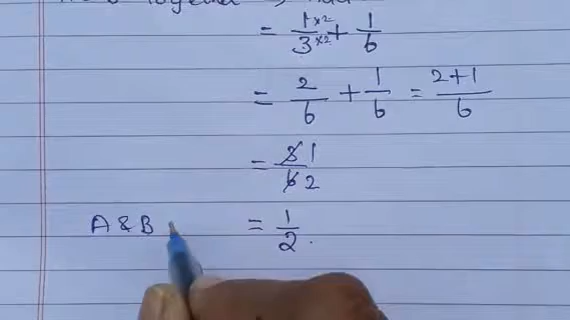 together
= 1×2/3×2 + 1/6
= 2/6 + 1/6 = 2+1/6
= 3 1/6 2
A & B = 1/2.